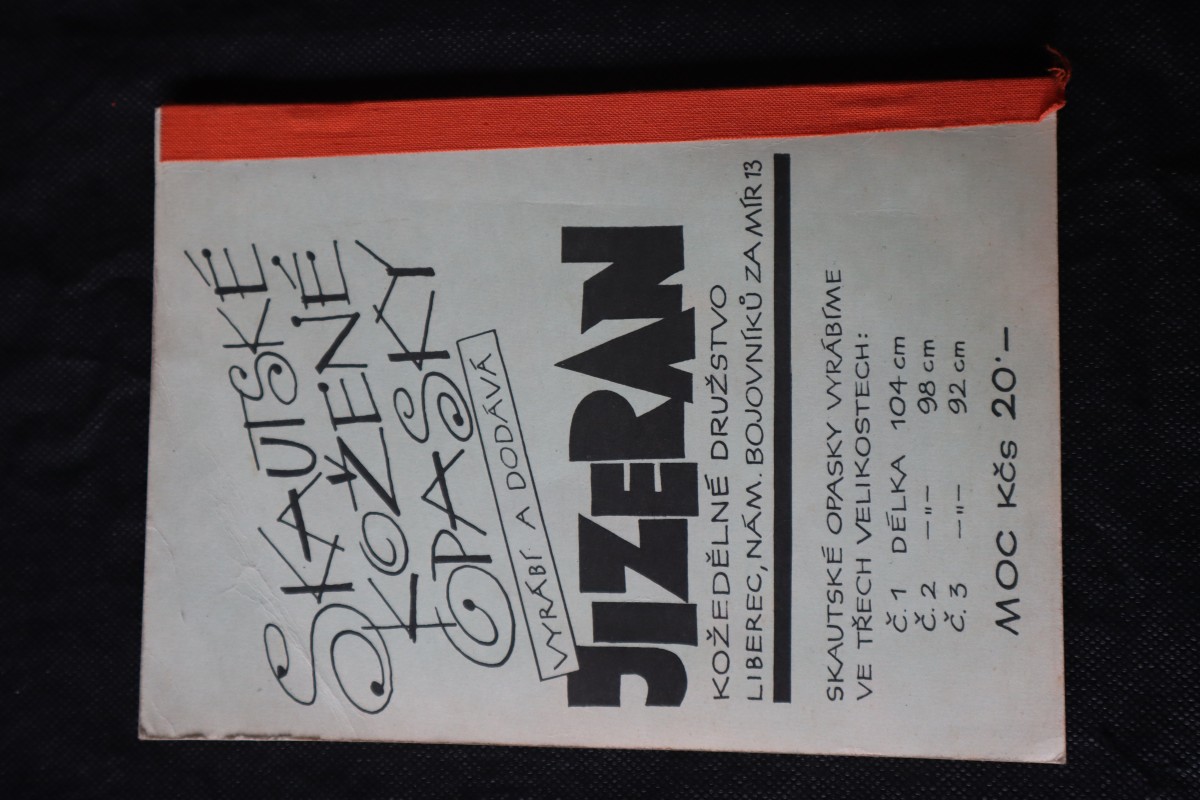 SKAUTSKÉ
KOŽENÉ
OPASKY
VYRÁBÍ A DODÁVÁ
JIZERAN
KOŽEDĚLNÉ DRUŽSTVO
LIBEREC, NÁM. BOJOVNÍKŮ ZA MÍR 13
SKAUTSKÉ OPASKY VYRÁBÍME
VE TŘECH VELIKOSTECH:
Č. 1 DÉLKA 104 cm
Č. 2 —"— 98 cm
Č. 3 —"— 92 cm
MOC KČS 20·—